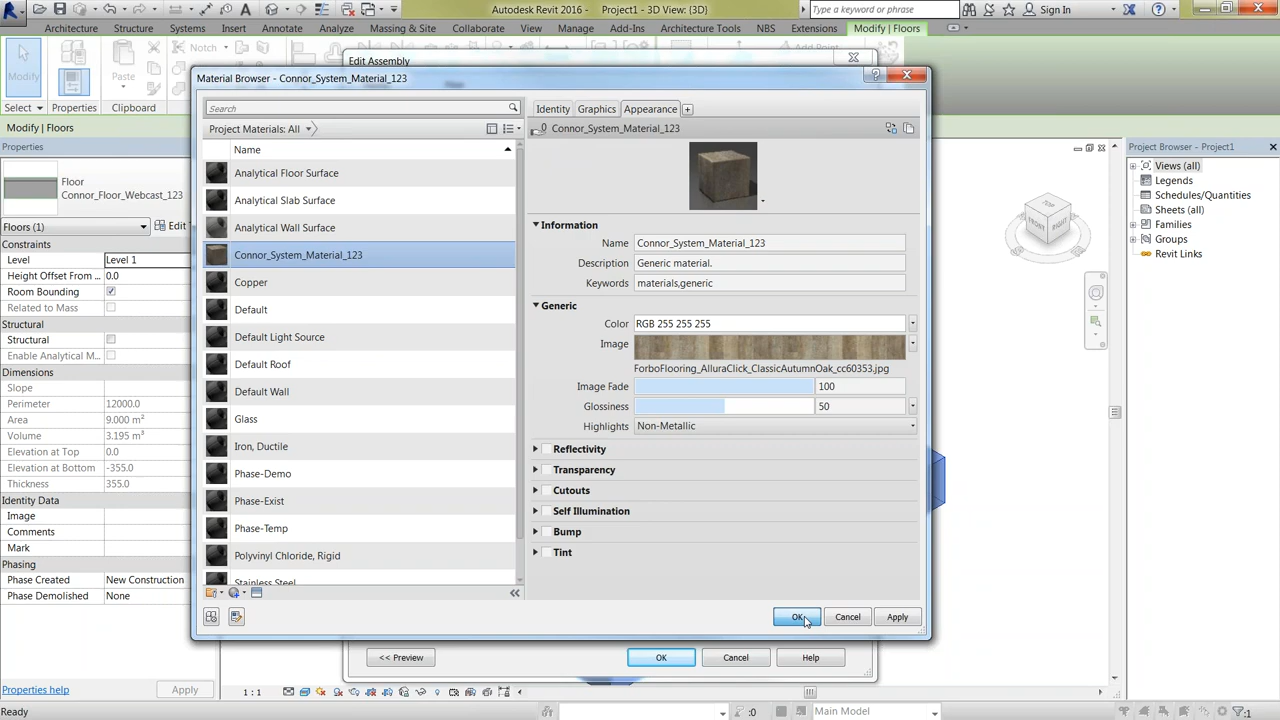 Autodesk Revit 2016 - Project1 - 3D View: {3D}
Type a keyword or phrase
Sign In
Architecture Structure Systems Insert Annotate Analyze Massing & Site Collaborate View Manage Add-Ins Architecture Tools NBS Extensions Modify | Floors
Modify
Paste
Notch
Add Point
Select Properties Clipboard
Modify | Floors
Edit Assembly
Material Browser - Connor_System_Material_123
Search
Project Materials: All
Name
Analytical Floor Surface
Analytical Slab Surface
Analytical Wall Surface
Connor_System_Material_123
Copper
Default
Default Light Source
Default Roof
Default Wall
Glass
Iron, Ductile
Phase-Demo
Phase-Exist
Phase-Temp
Polyvinyl Chloride, Rigid
Stainless Steel
Identity Graphics Appearance
0 Connor_System_Material_123
Information
Name Connor_System_Material_123
Description Generic material.
Keywords materials,generic
Generic
Color RGB 255 255 255
Image
ForboFlooring_AlluraClick_ClassicAutumnOak_cc60353.jpg
Image Fade 100
Glossiness 50
Highlights Non-Metallic
Reflectivity
Transparency
Cutouts
Self Illumination
Bump
Tint
OK Cancel Apply
<< Preview OK Cancel Help
Properties
Floor
Connor_Floor_Webcast_123
Floors (1) Edit
Constraints
Level Level 1
Height Offset From ... 0.0
Room Bounding
Related to Mass
Structural
Structural
Enable Analytical M...
Dimensions
Slope
Perimeter 12000.0
Area 9.000 m²
Volume 3.195 m³
Elevation at Top 0.0
Elevation at Bottom -355.0
Thickness 355.0
Identity Data
Image
Comments
Mark
Phasing
Phase Created New Construction
Phase Demolished None
Properties help Apply
Project Browser - Project1
Views (all)
Legends
Schedules/Quantities
Sheets (all)
Families
Groups
Revit Links
TOP
FRONT
RIGHT
1 : 1
Ready
:0
Main Model
:1